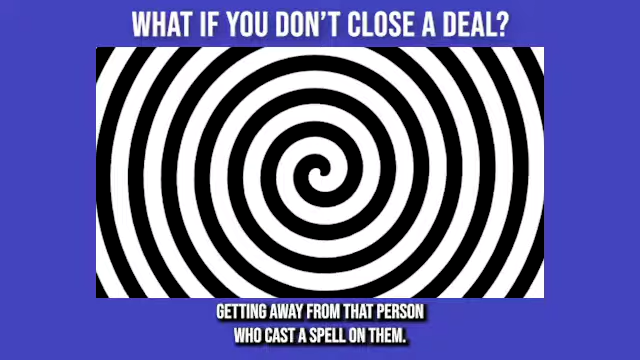 WHAT IF YOU DON'T CLOSE A DEAL?
GETTING AWAY FROM THAT PERSON
WHO CAST A SPELL ON THEM.